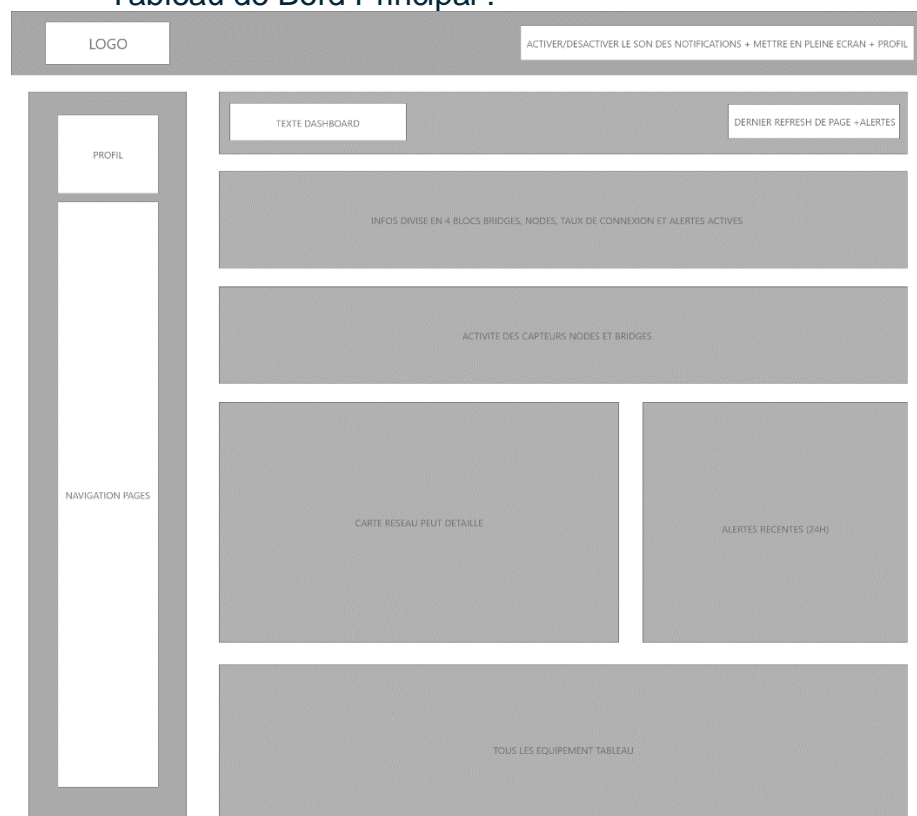 Tableau de Bord Principal :
LOGO
ACTIVER/DESACTIVER LE SON DES NOTIFICATIONS + METTRE EN PLEINE ECRAN + PROFIL
PROFIL
NAVIGATION PAGES
TEXTE DASHBOARD
DERNIER REFRESH DE PAGE +ALERTES
INFOS DIVISE EN 4 BLOCS BRIDGES, NODES, TAUX DE CONNEXION ET ALERTES ACTIVES
ACTIVITE DES CAPTEURS NODES ET BRIDGES
CARTE RESEAU PEUT DETAILLE
ALERTES RECENTES (24H)
TOUS LES EQUIPEMENT TABLEAU